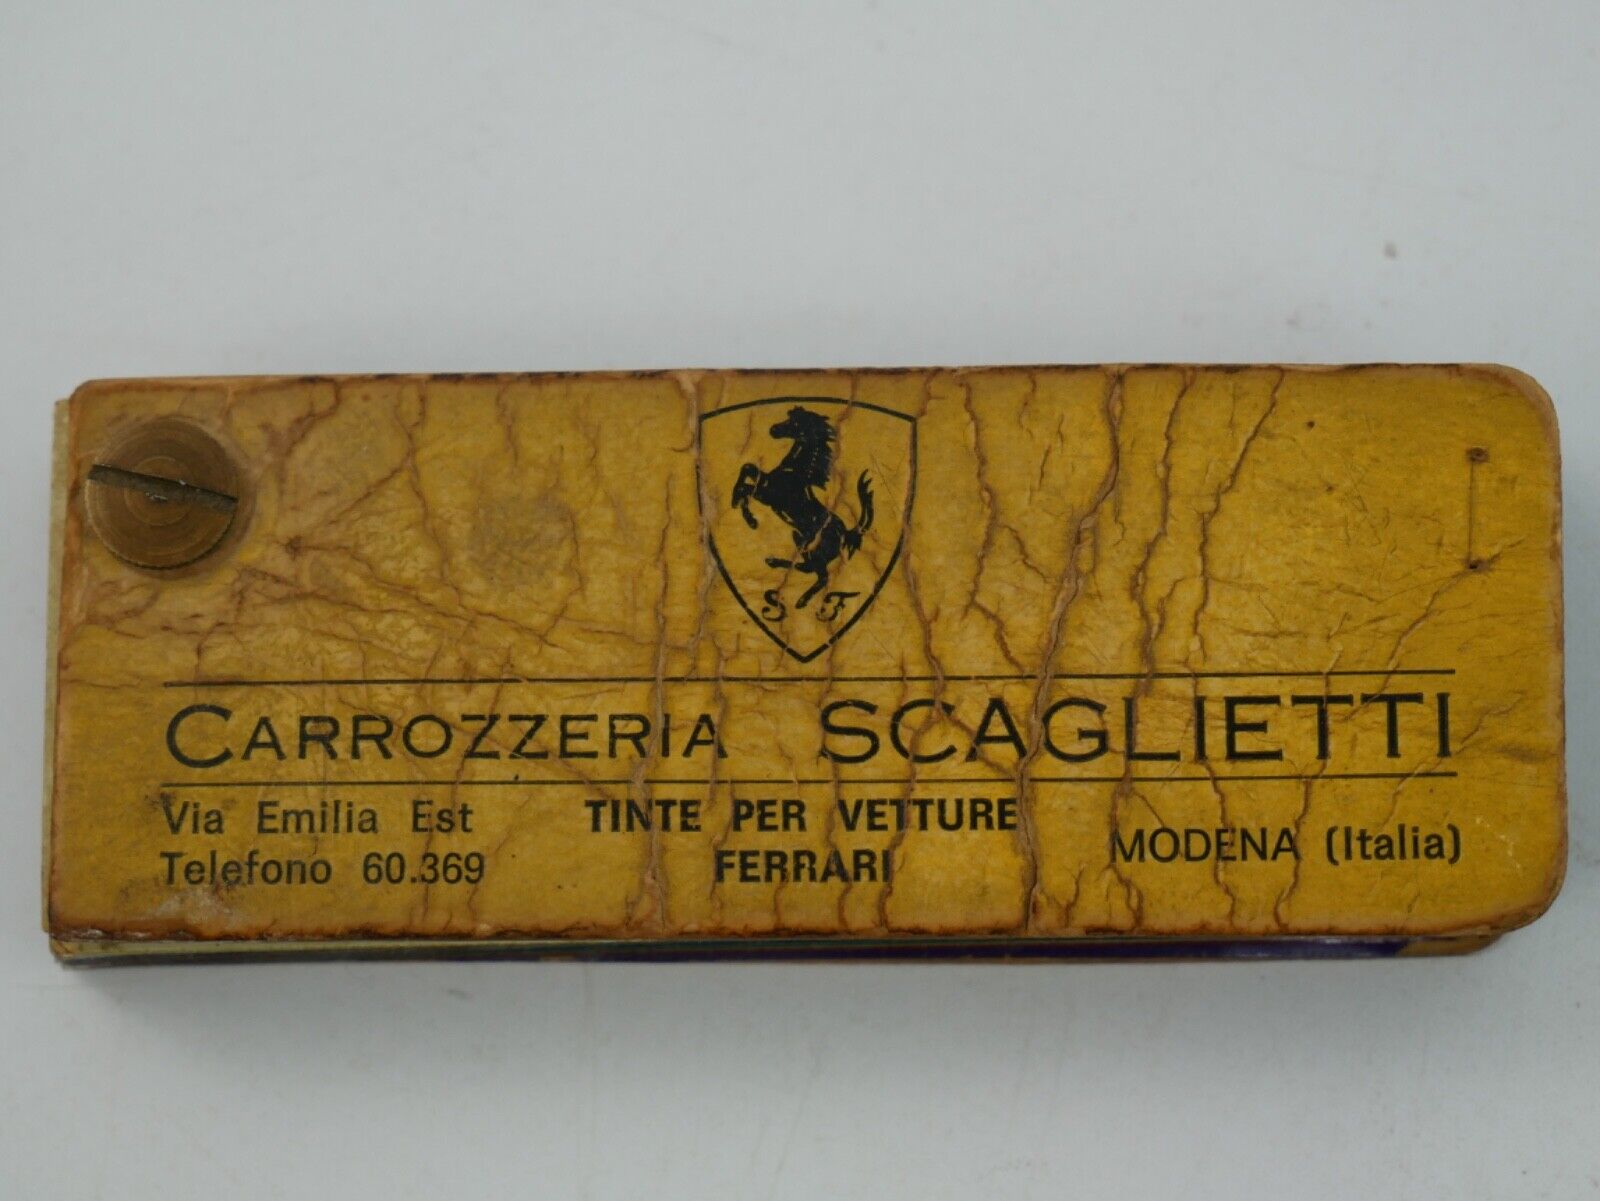 S F
CARROZZERIA SCAGLIETTI
Via Emilia Est
Telefono 60.369
TINTE PER VETTURE
FERRARI
MODENA (Italia)